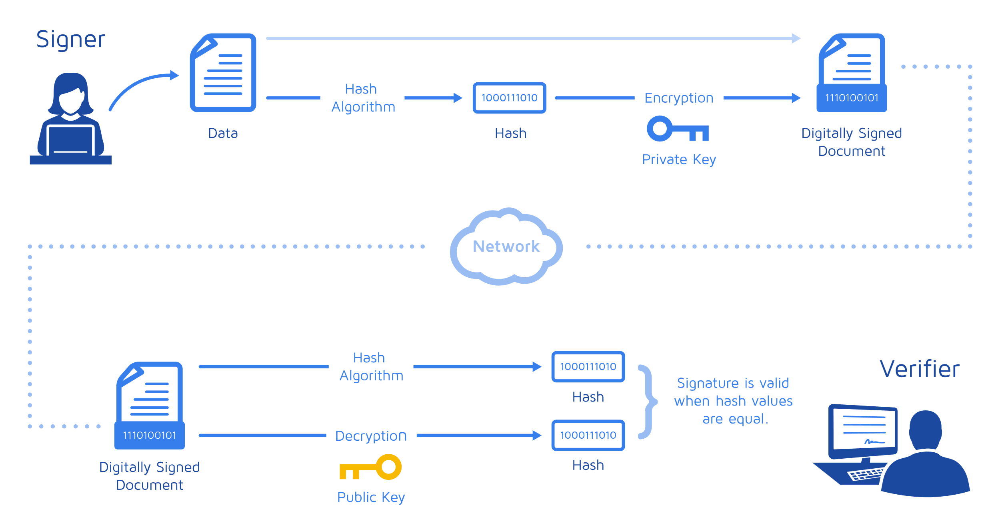 Signer
Data
Hash
Algorithm
1000111010
Hash
Encryption
Private Key
1110100101
Digitally Signed
Document
Network
1110100101
Digitally Signed
Document
Hash
Algorithm
1000111010
Hash
Decryption
Public Key
1000111010
Hash
Signature is valid
when hash values
are equal.
Verifier